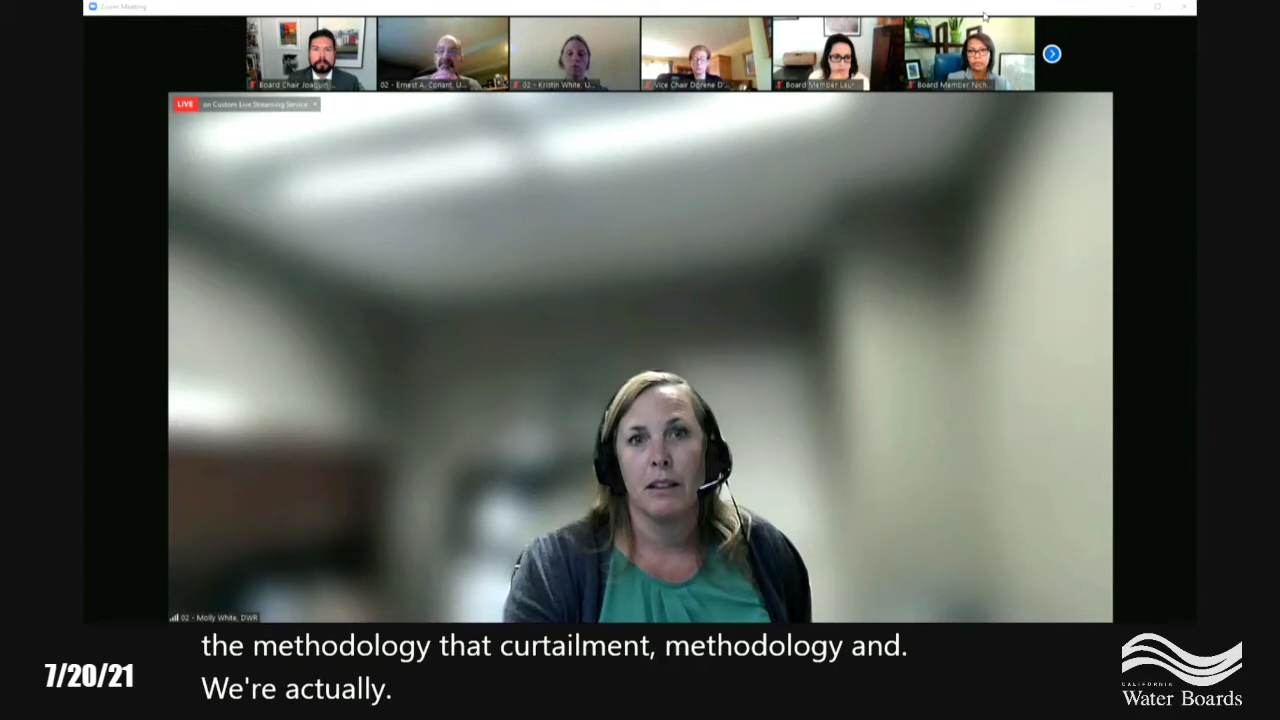 Zoom Meeting
Board Chair Joaquin ...
02 - Ernest A. Conant, U...
02 - Kristin White, U...
Vice Chair Dorene D'...
Board Member Laur
Board Member Nich...
LIVE on Custom Live Streaming Service
02 - Molly White, DWR
the methodology that curtailment, methodology and.
We're actually.
7/20/21
CALIFORNIA
Water Boards